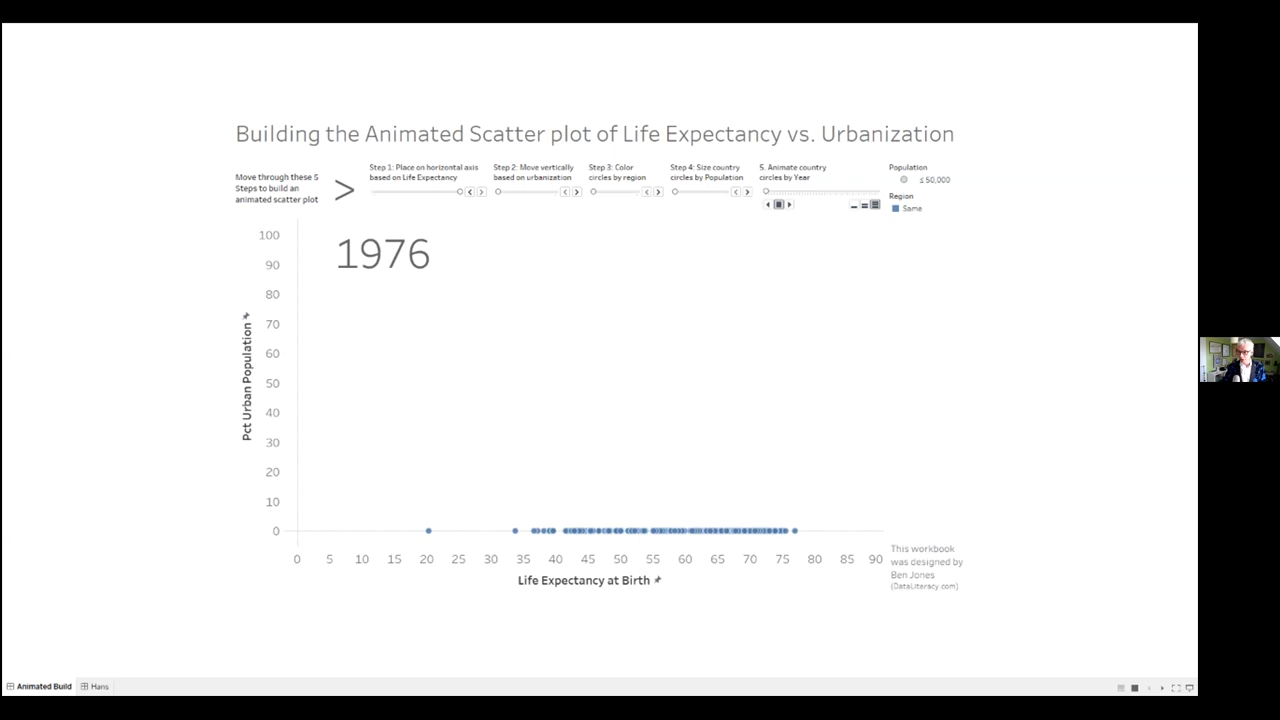 Building the Animated Scatter plot of Life Expectancy vs. Urbanization
Move through these 5
Steps to build an
animated scatter plot
>
Step 1: Place on horizontal axis
based on Life Expectancy
Step 2: Move vertically
based on urbanization
Step 3: Color
circles by region
Step 4: Size country
circles by Population
5. Animate country
circles by Year
Population
≤ 50,000
Region
Same
1976
Pct Urban Population
100
90
80
70
60
50
40
30
20
10
0
0 5 10 15 20 25 30 35 40 45 50 55 60 65 70 75 80 85 90
Life Expectancy at Birth
This workbook
was designed by
Ben Jones
(DataLiteracy.com)
Animated Build Hans